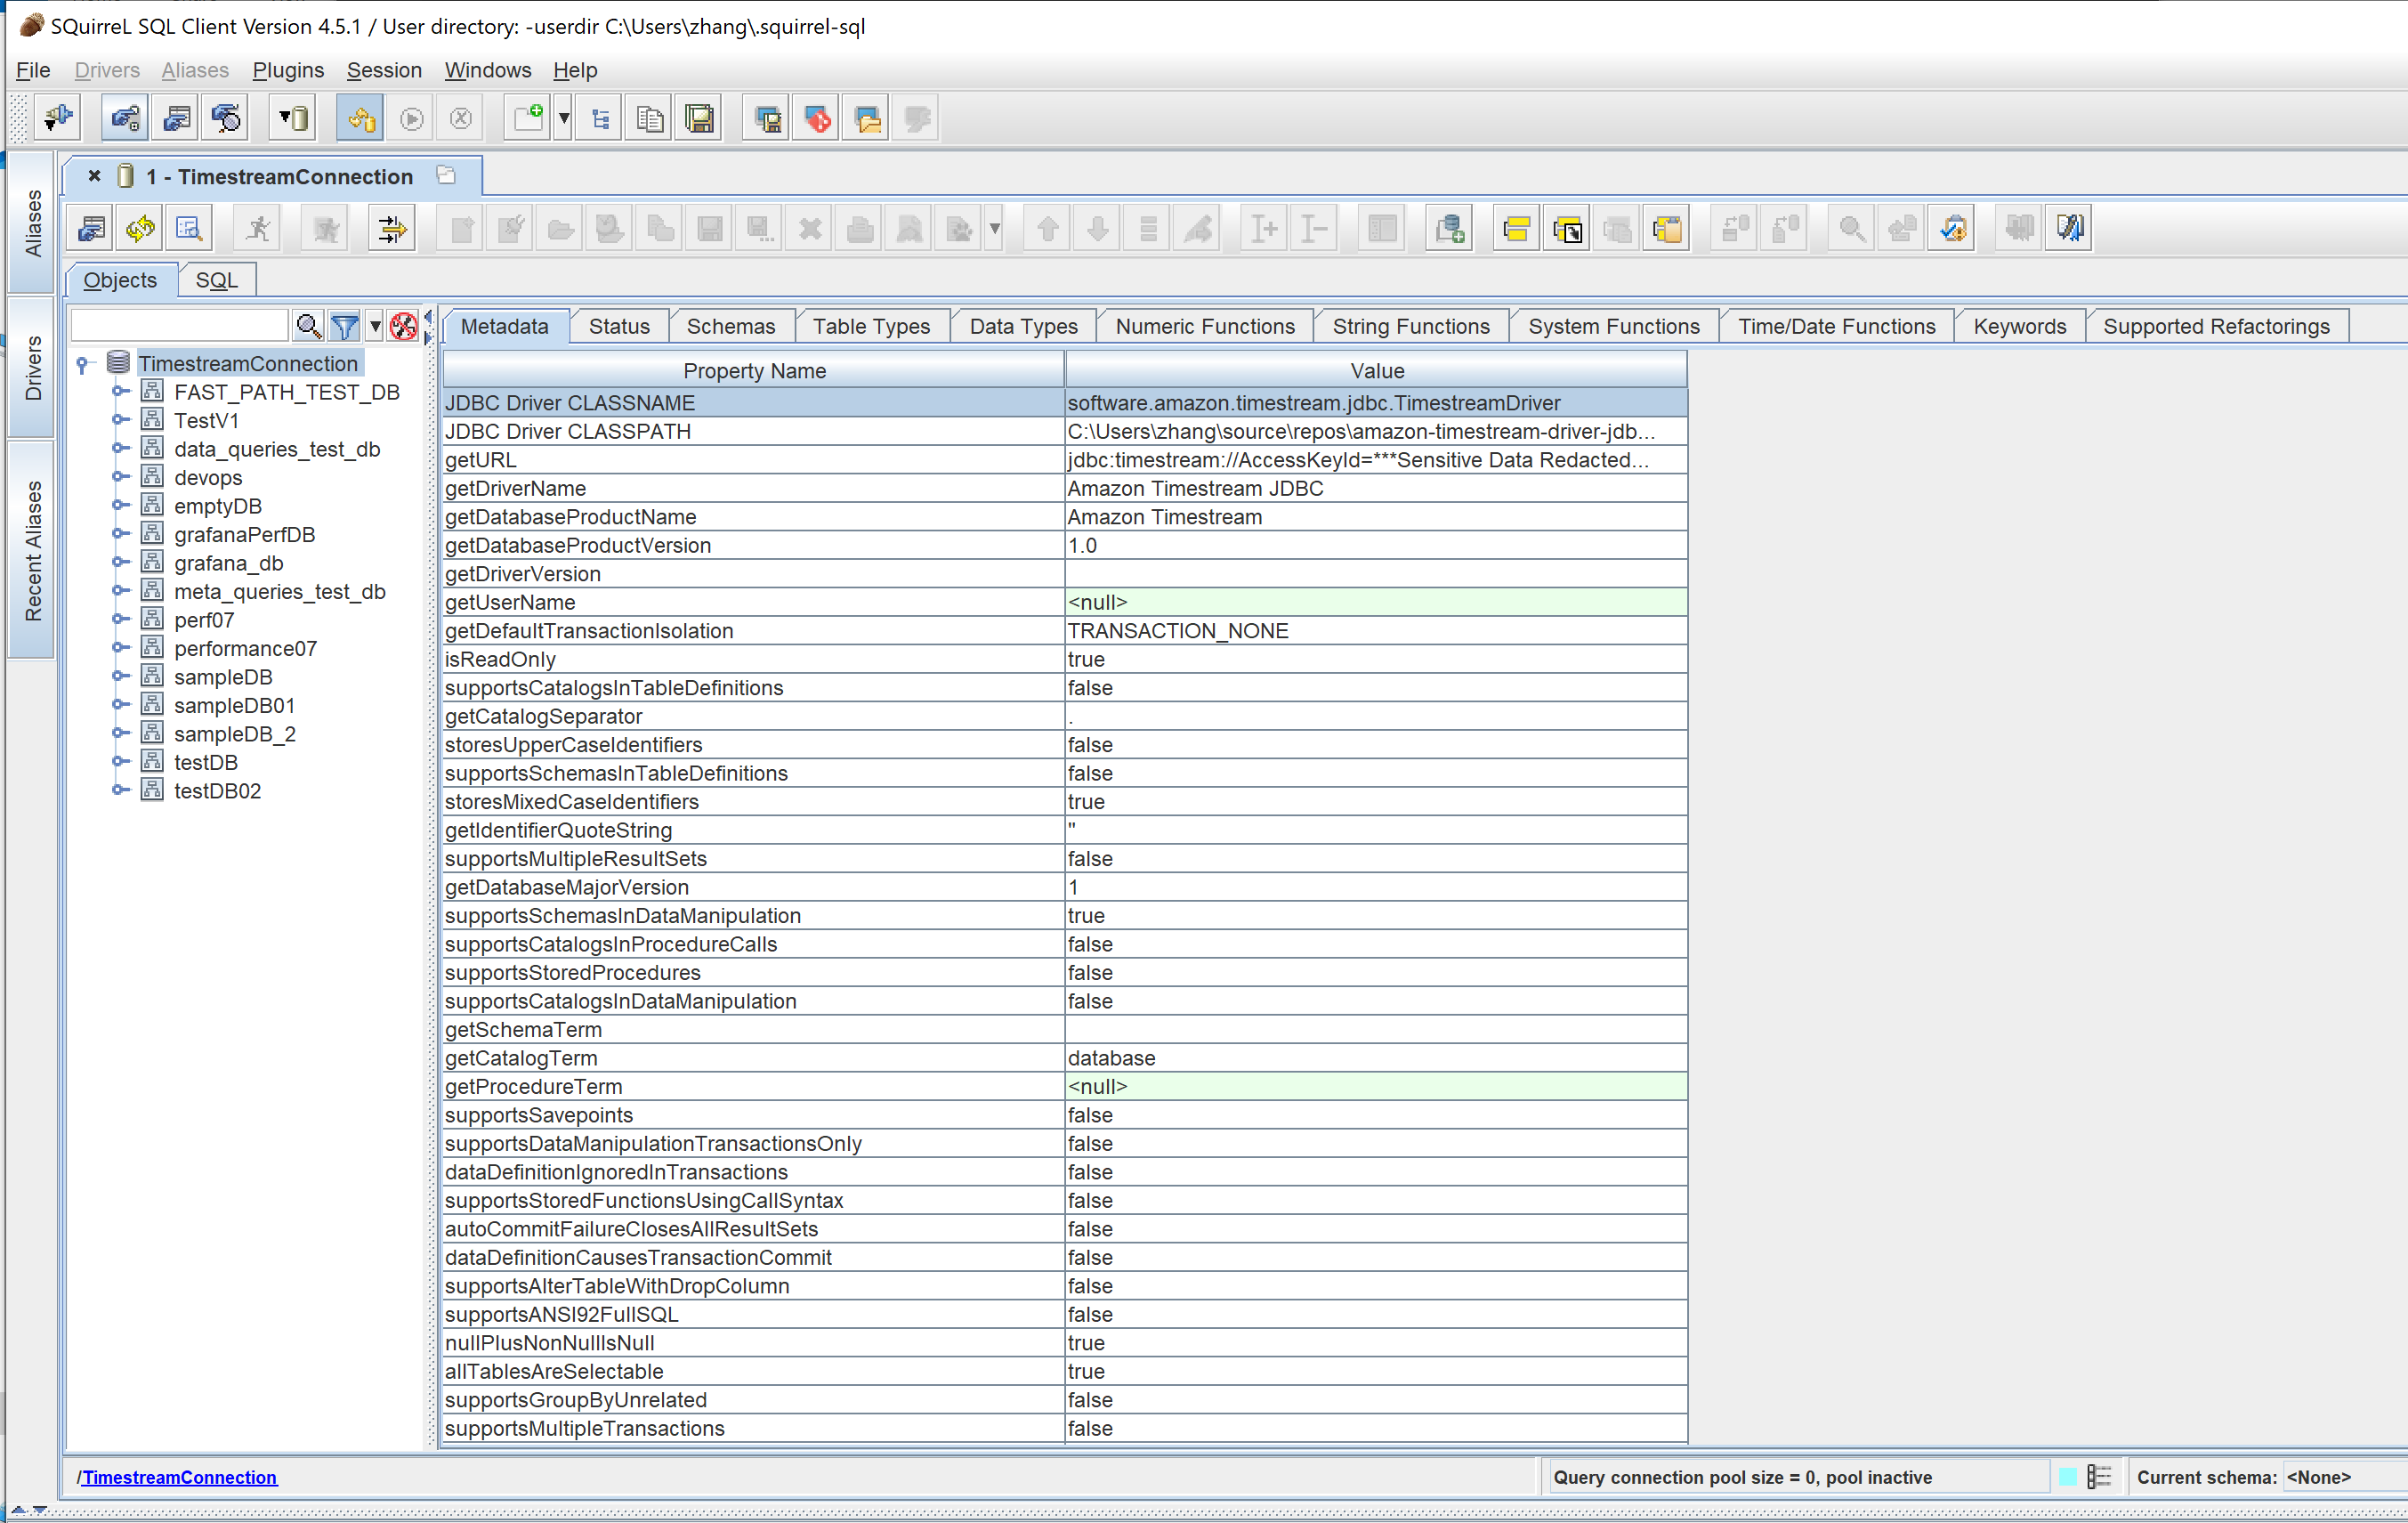 SQuirreL SQL Client Version 4.5.1 / User directory: -userdir C:\Users\zhang\.squirrel-sql
File Drivers Aliases Plugins Session Windows Help
1 - TimestreamConnection
Aliases
Drivers
Recent Aliases
Objects SQL
TimestreamConnection
FAST_PATH_TEST_DB
TestV1
data_queries_test_db
devops
emptyDB
grafanaPerfDB
grafana_db
meta_queries_test_db
perf07
performance07
sampleDB
sampleDB01
sampleDB_2
testDB
testDB02
Metadata Status Schemas Table Types Data Types Numeric Functions String Functions System Functions Time/Date Functions Keywords Supported Refactorings
Property Name Value
JDBC Driver CLASSNAME software.amazon.timestream.jdbc.TimestreamDriver
JDBC Driver CLASSPATH C:\Users\zhang\source\repos\amazon-timestream-driver-jdb...
getURL jdbc:timestream://AccessKeyId=***Sensitive Data Redacted...
getDriverName Amazon Timestream JDBC
getDatabaseProductName Amazon Timestream
getDatabaseProductVersion 1.0
getDriverVersion
getUserName <null>
getDefaultTransactionIsolation TRANSACTION_NONE
isReadOnly true
supportsCatalogsInTableDefinitions false
getCatalogSeparator .
storesUpperCaseIdentifiers false
supportsSchemasInTableDefinitions false
storesMixedCaseIdentifiers true
getIdentifierQuoteString "
supportsMultipleResultSets false
getDatabaseMajorVersion 1
supportsSchemasInDataManipulation true
supportsCatalogsInProcedureCalls false
supportsStoredProcedures false
supportsCatalogsInDataManipulation false
getSchemaTerm
getCatalogTerm database
getProcedureTerm <null>
supportsSavepoints false
supportsDataManipulationTransactionsOnly false
dataDefinitionIgnoredInTransactions false
supportsStoredFunctionsUsingCallSyntax false
autoCommitFailureClosesAllResultSets false
dataDefinitionCausesTransactionCommit false
supportsAlterTableWithDropColumn false
supportsANSI92FullSQL false
nullPlusNonNullIsNull true
allTablesAreSelectable true
supportsGroupByUnrelated false
supportsMultipleTransactions false
/TimestreamConnection
Query connection pool size = 0, pool inactive
Current schema: <None>